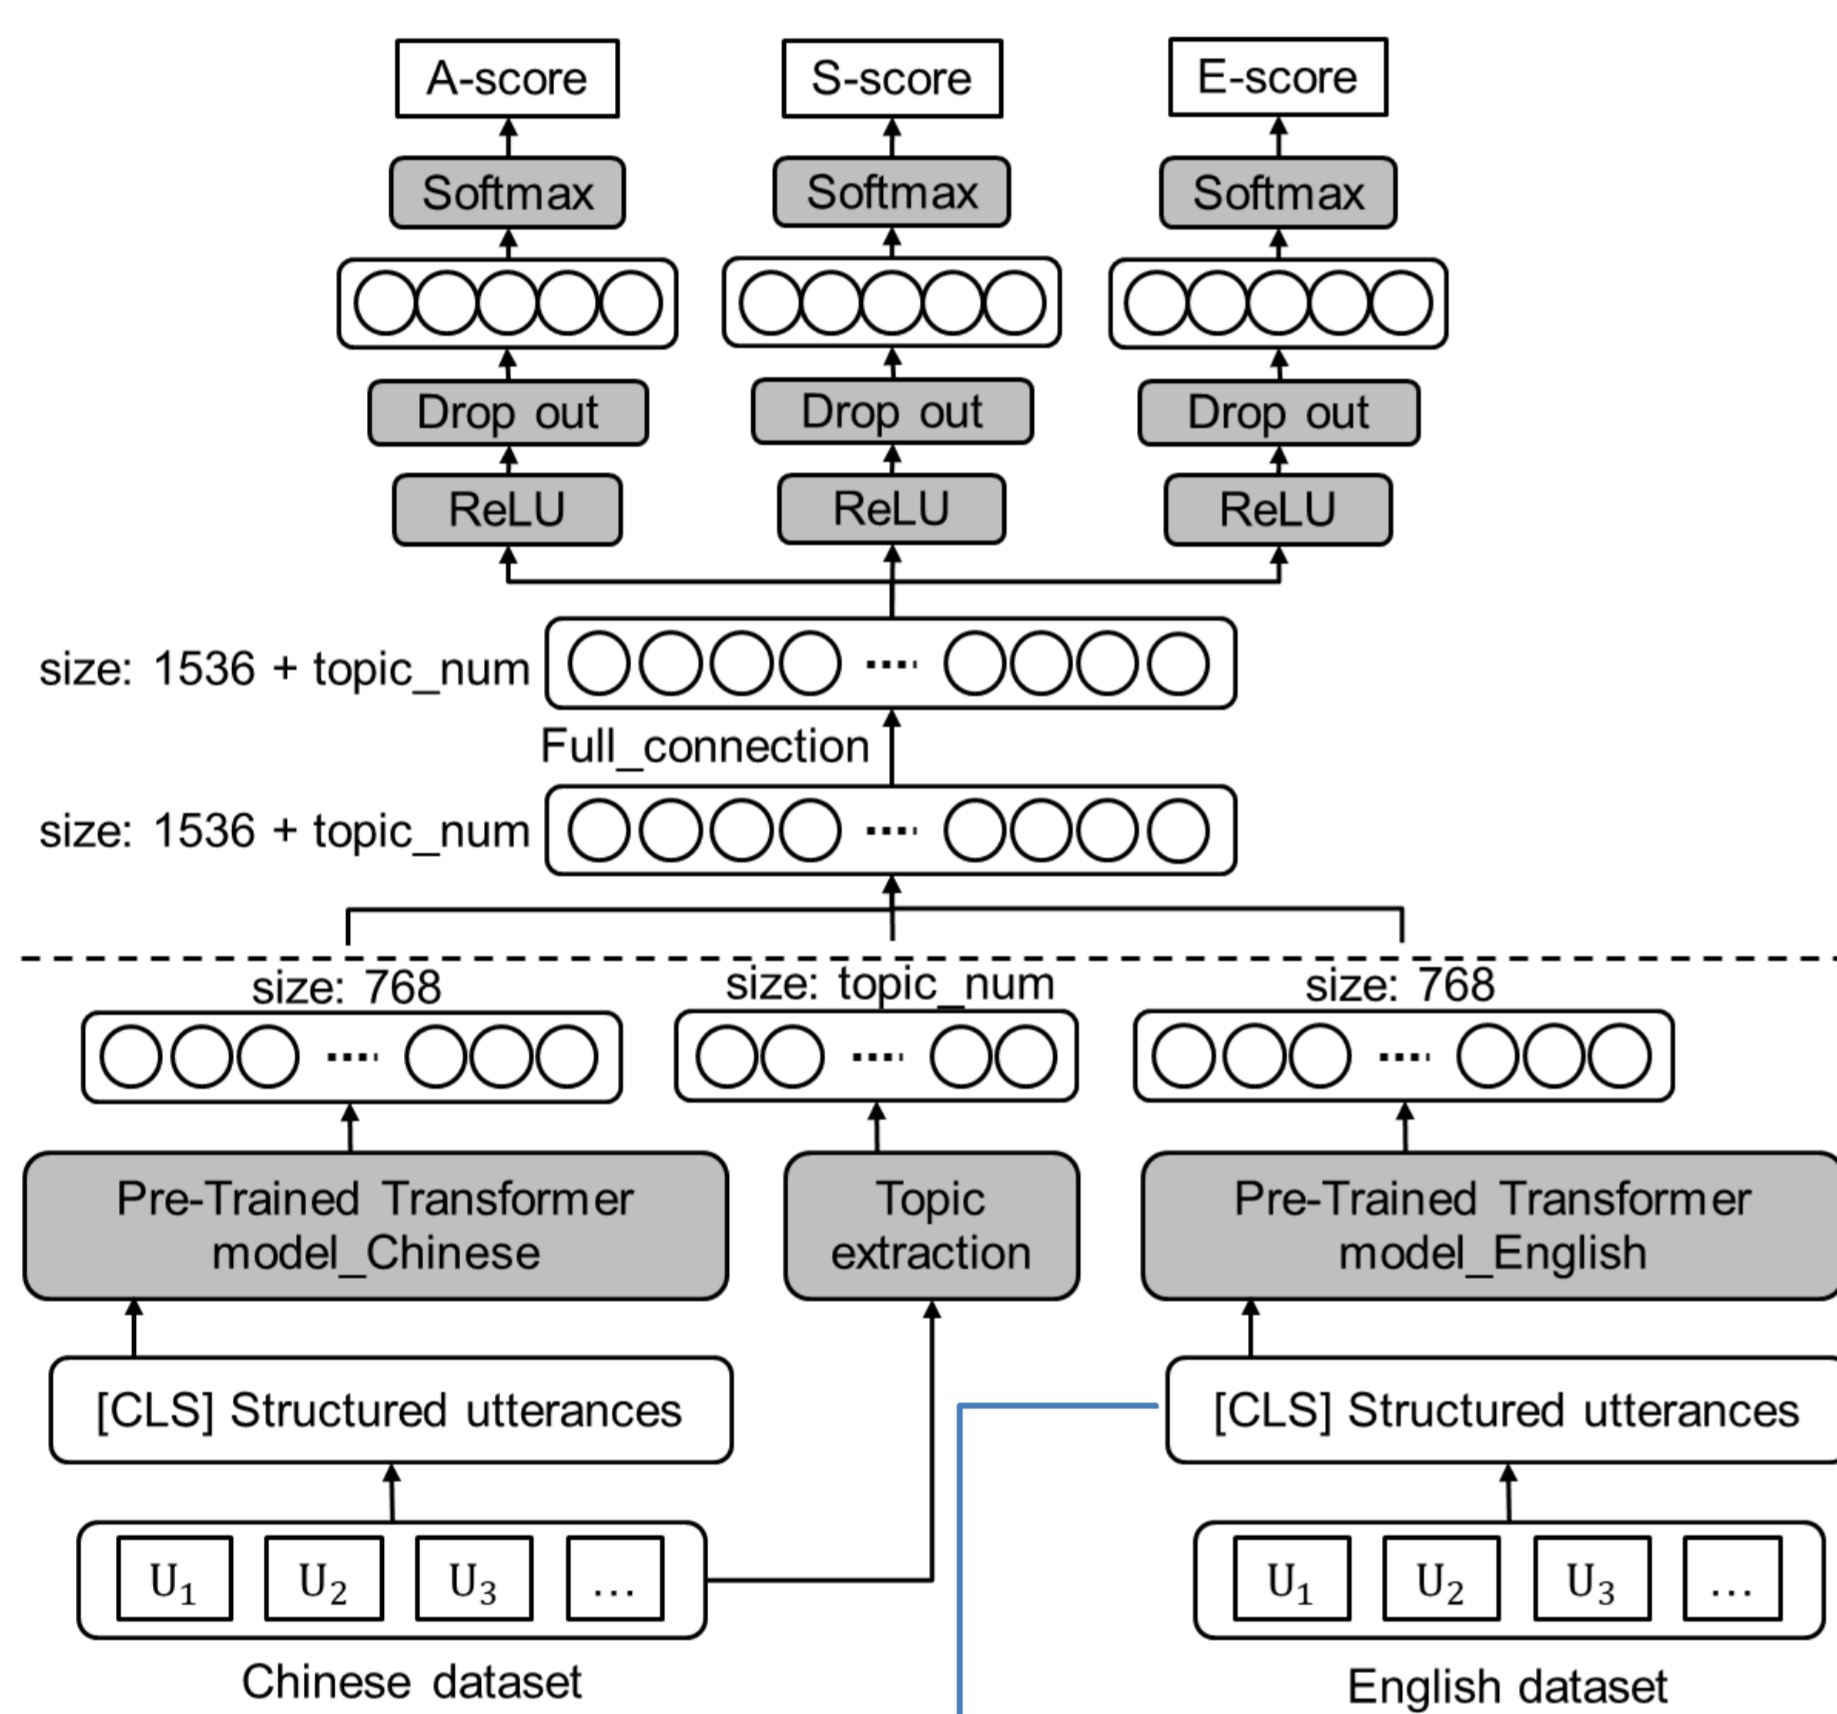 A-score
S-score
E-score
Softmax
Softmax
Softmax
Drop out
Drop out
Drop out
ReLU
ReLU
ReLU
size: 1536 + topic_num
Full_connection
size: 1536 + topic_num
size: 768
size: topic_num
size: 768
Pre-Trained Transformer
model_Chinese
Topic
extraction
Pre-Trained Transformer
model_English
[CLS] Structured utterances
[CLS] Structured utterances
U₁ U₂ U₃ ...
U₁ U₂ U₃ ...
Chinese dataset
English dataset